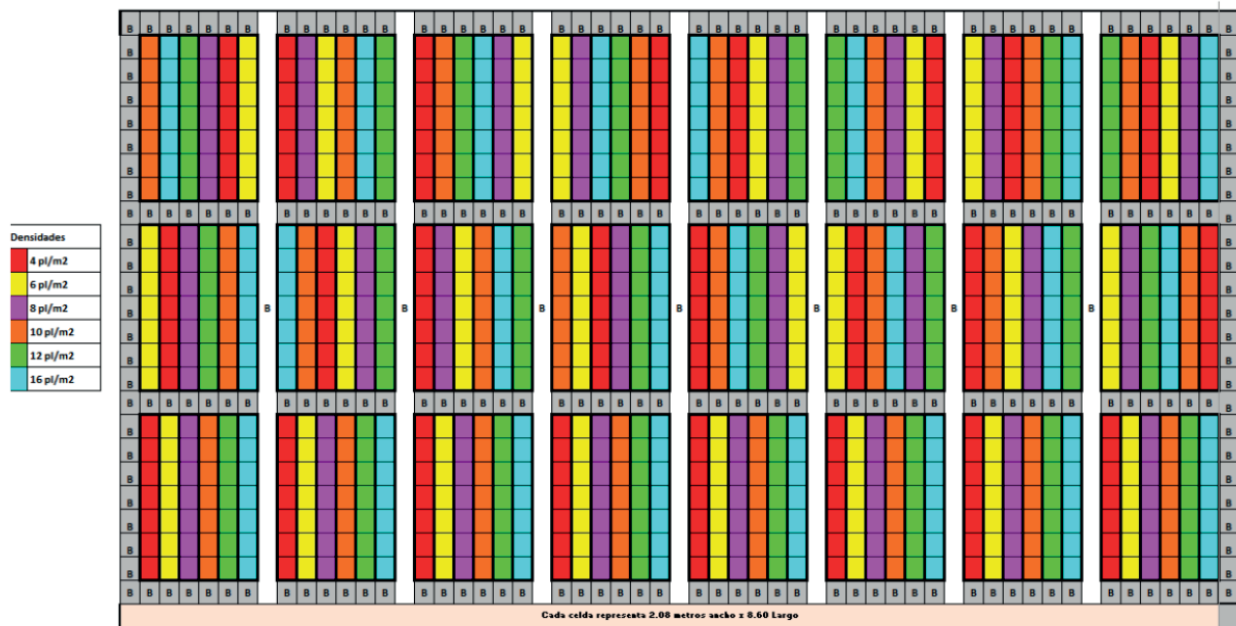 Densidades
4 pl/m2
6 pl/m2
8 pl/m2
10 pl/m2
12 pl/m2
16 pl/m2
B B B B B B B B B B B B B B B B B B B B B B B B B B B B B B B B B B B B B B B B B B B B B B B B B B
B B
B B
B B
B B
B B
B B
B B
B B B B B B B B B B B B B B B B B B B B B B B B B B B B B B B B B B B B B B B B B B B B B B B B B B
B B
B B
B B
B B B B B B B B B
B B
B B
B B
B B B B B B B B B B B B B B B B B B B B B B B B B B B B B B B B B B B B B B B B B B B B B B B B B B
B B
B B
B B
B B
B B
B B
B B
B B B B B B B B B B B B B B B B B B B B B B B B B B B B B B B B B B B B B B B B B B B B B B B B B B
Cada celda representa 2.08 metros ancho x 8.60 Largo